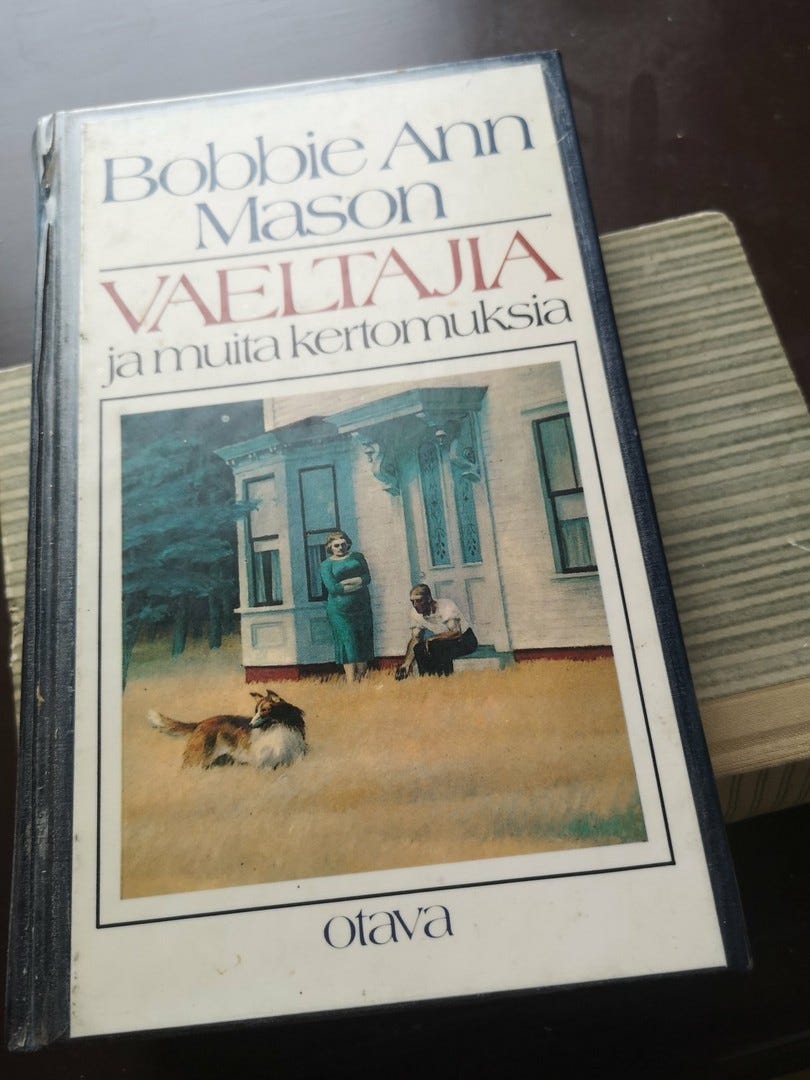 Bobbie Ann
Mason
VAELTAJIA
ja muita kertomuksia
otava